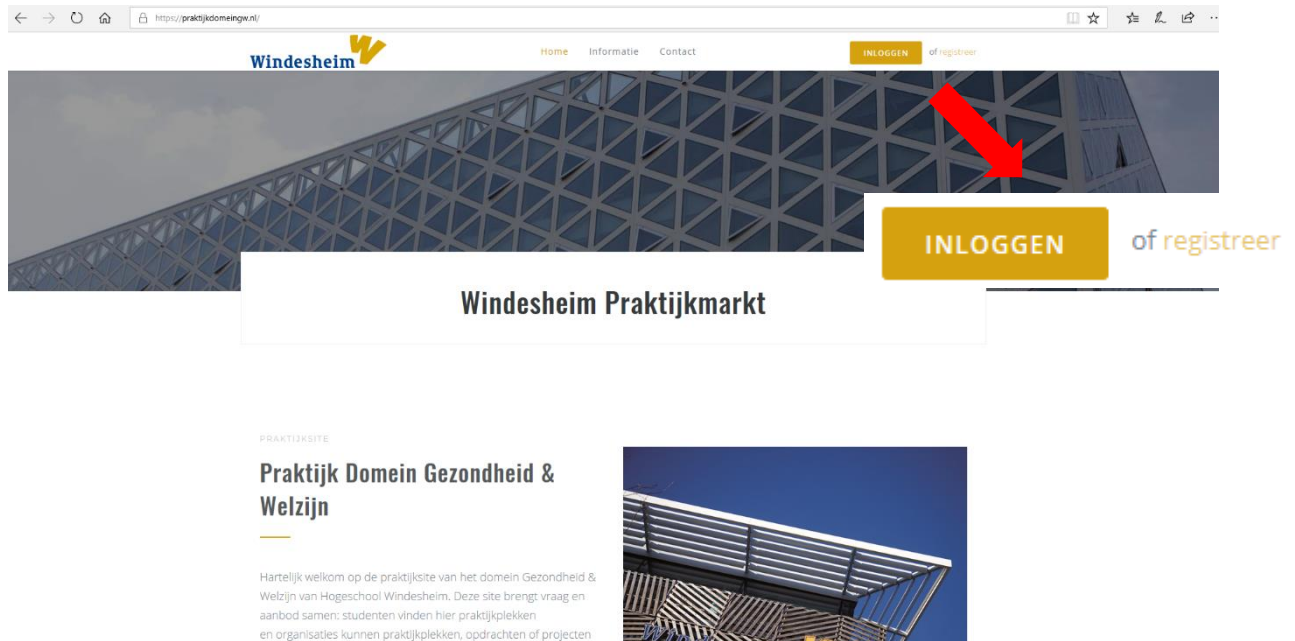 https://praktijkdomeingw.nl/
Windesheim
Home Informatie Contact
INLOGGEN of registreer
INLOGGEN of registreer
Windesheim Praktijkmarkt
PRAKTIJKSITE
Praktijk Domein Gezondheid &
Welzijn
Hartelijk welkom op de praktijksite van het domein Gezondheid &
Welzijn van Hogeschool Windesheim. Deze site brengt vraag en
aanbod samen: studenten vinden hier praktijkplekken
en organisaties kunnen praktijkplekken, opdrachten of projecten